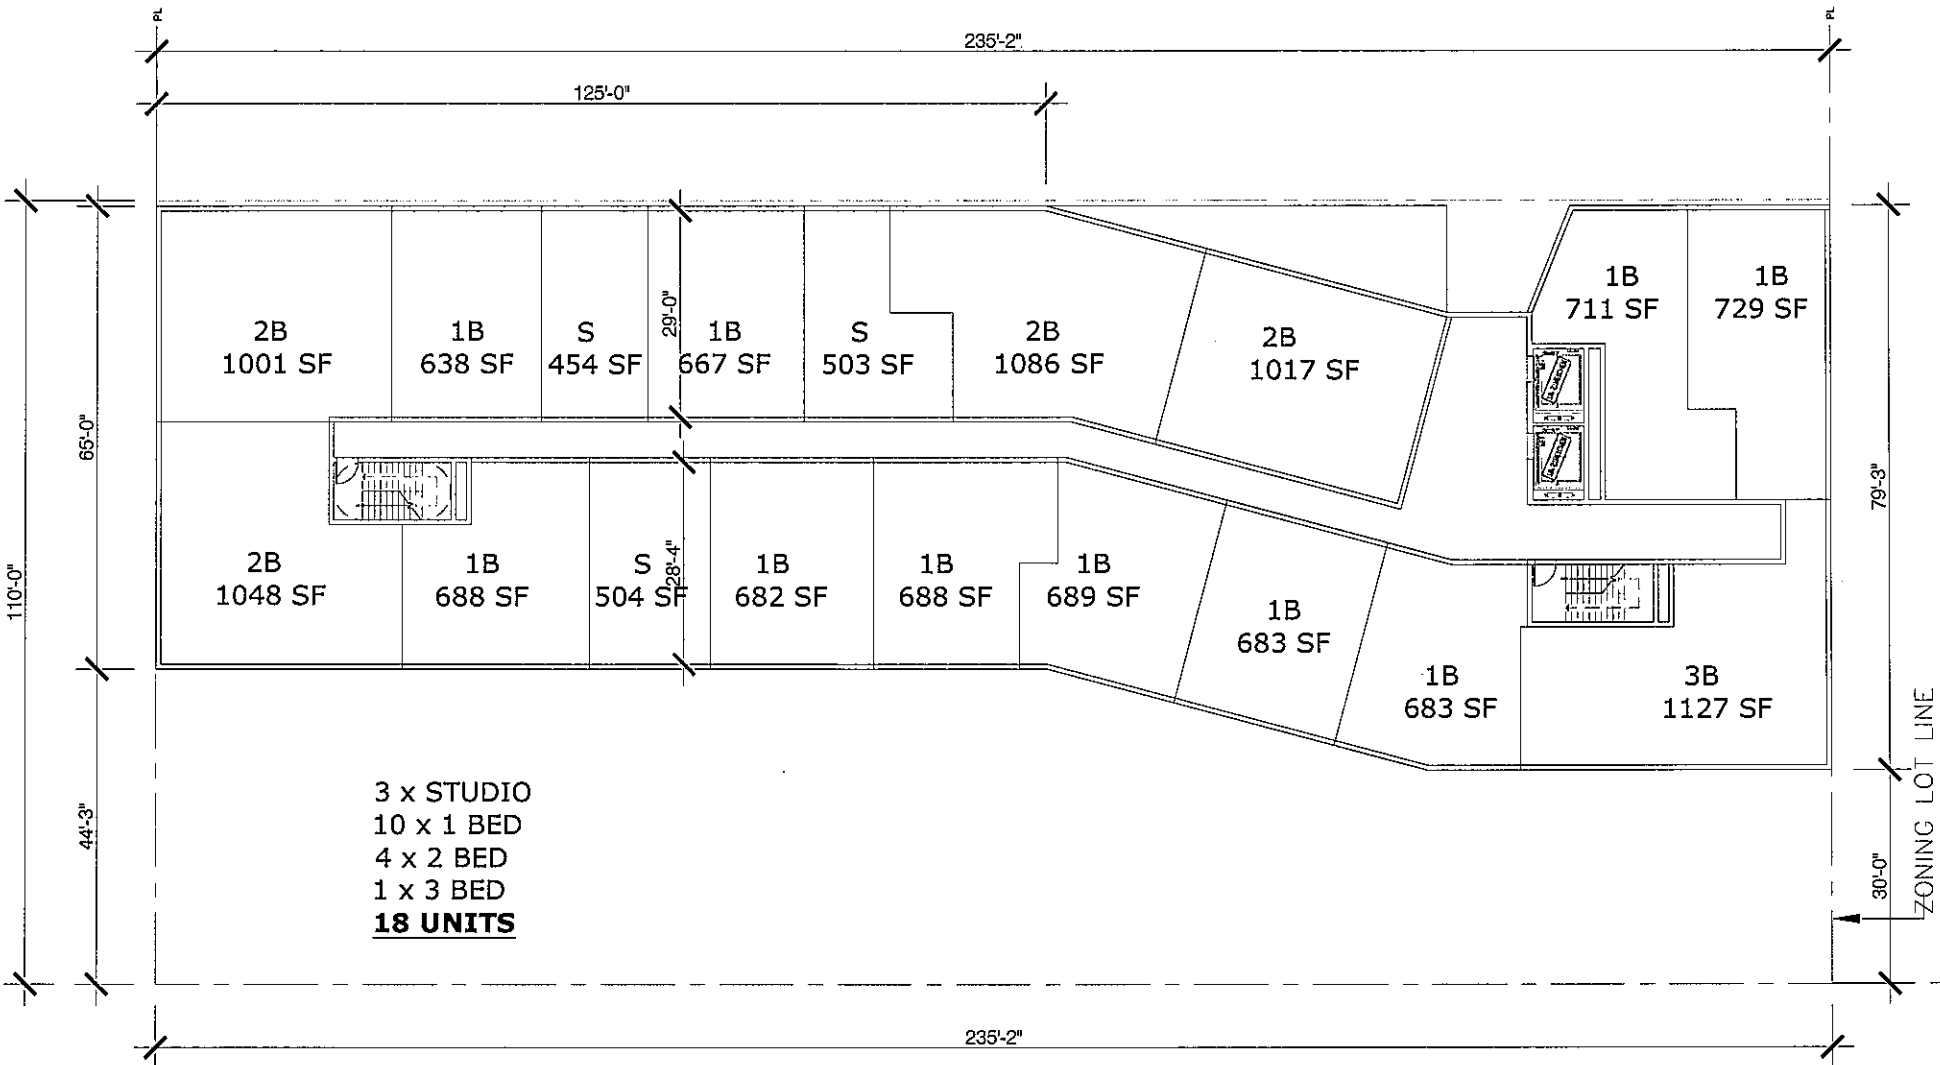 PL
PL
235'-2"
125'-0"
110'-0"
65'-0"
44'-3"
29'-0"
28'-4"
79'-3"
30'-0"
2B
1001 SF
1B
638 SF
S
454 SF
1B
667 SF
S
503 SF
2B
1086 SF
2B
1017 SF
1B
711 SF
1B
729 SF
2B
1048 SF
1B
688 SF
S
504 SF
1B
682 SF
1B
688 SF
1B
689 SF
1B
683 SF
1B
683 SF
3B
1127 SF
3 x STUDIO
10 x 1 BED
4 x 2 BED
1 x 3 BED
18 UNITS
ZONING LOT LINE
235'-2"